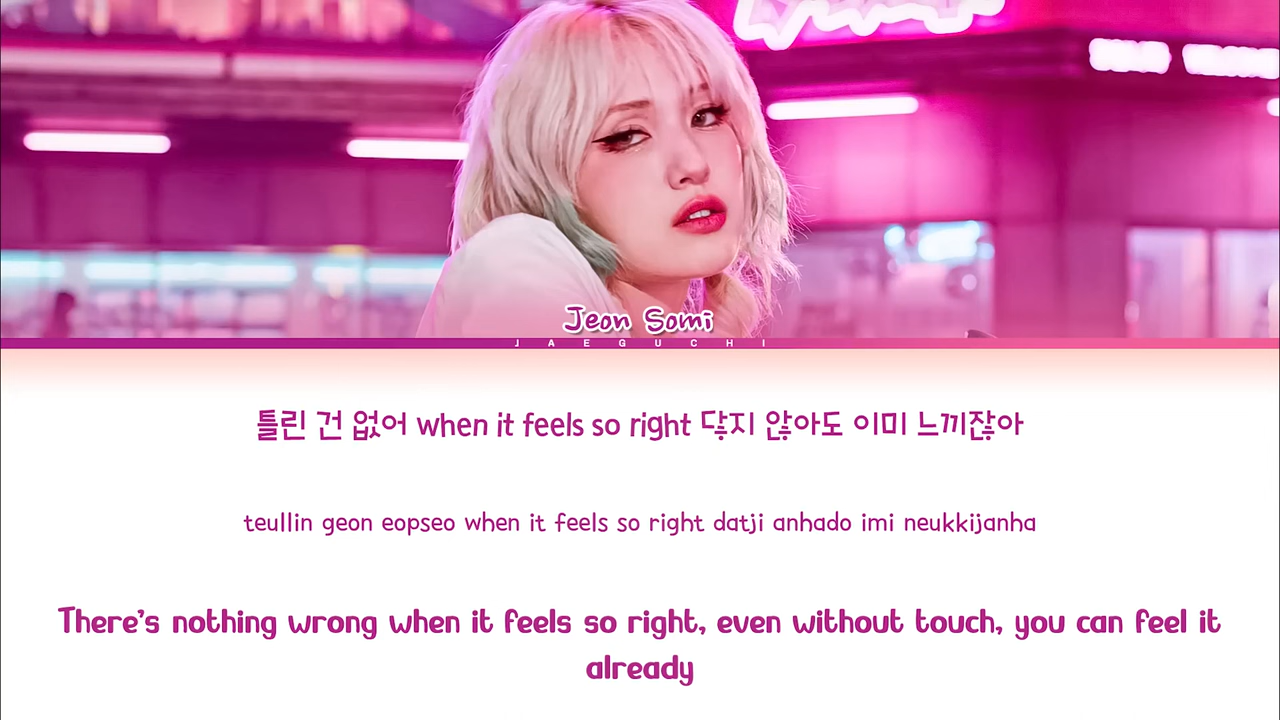 Jeon Somi
JAEGUCHI
틀린 건 없어 when it feels so right 닿지 않아도 이미 느끼잖아
teullin geon eopseo when it feels so right datji anhado imi neukkijanha
There's nothing wrong when it feels so right, even without touch, you can feel it
already